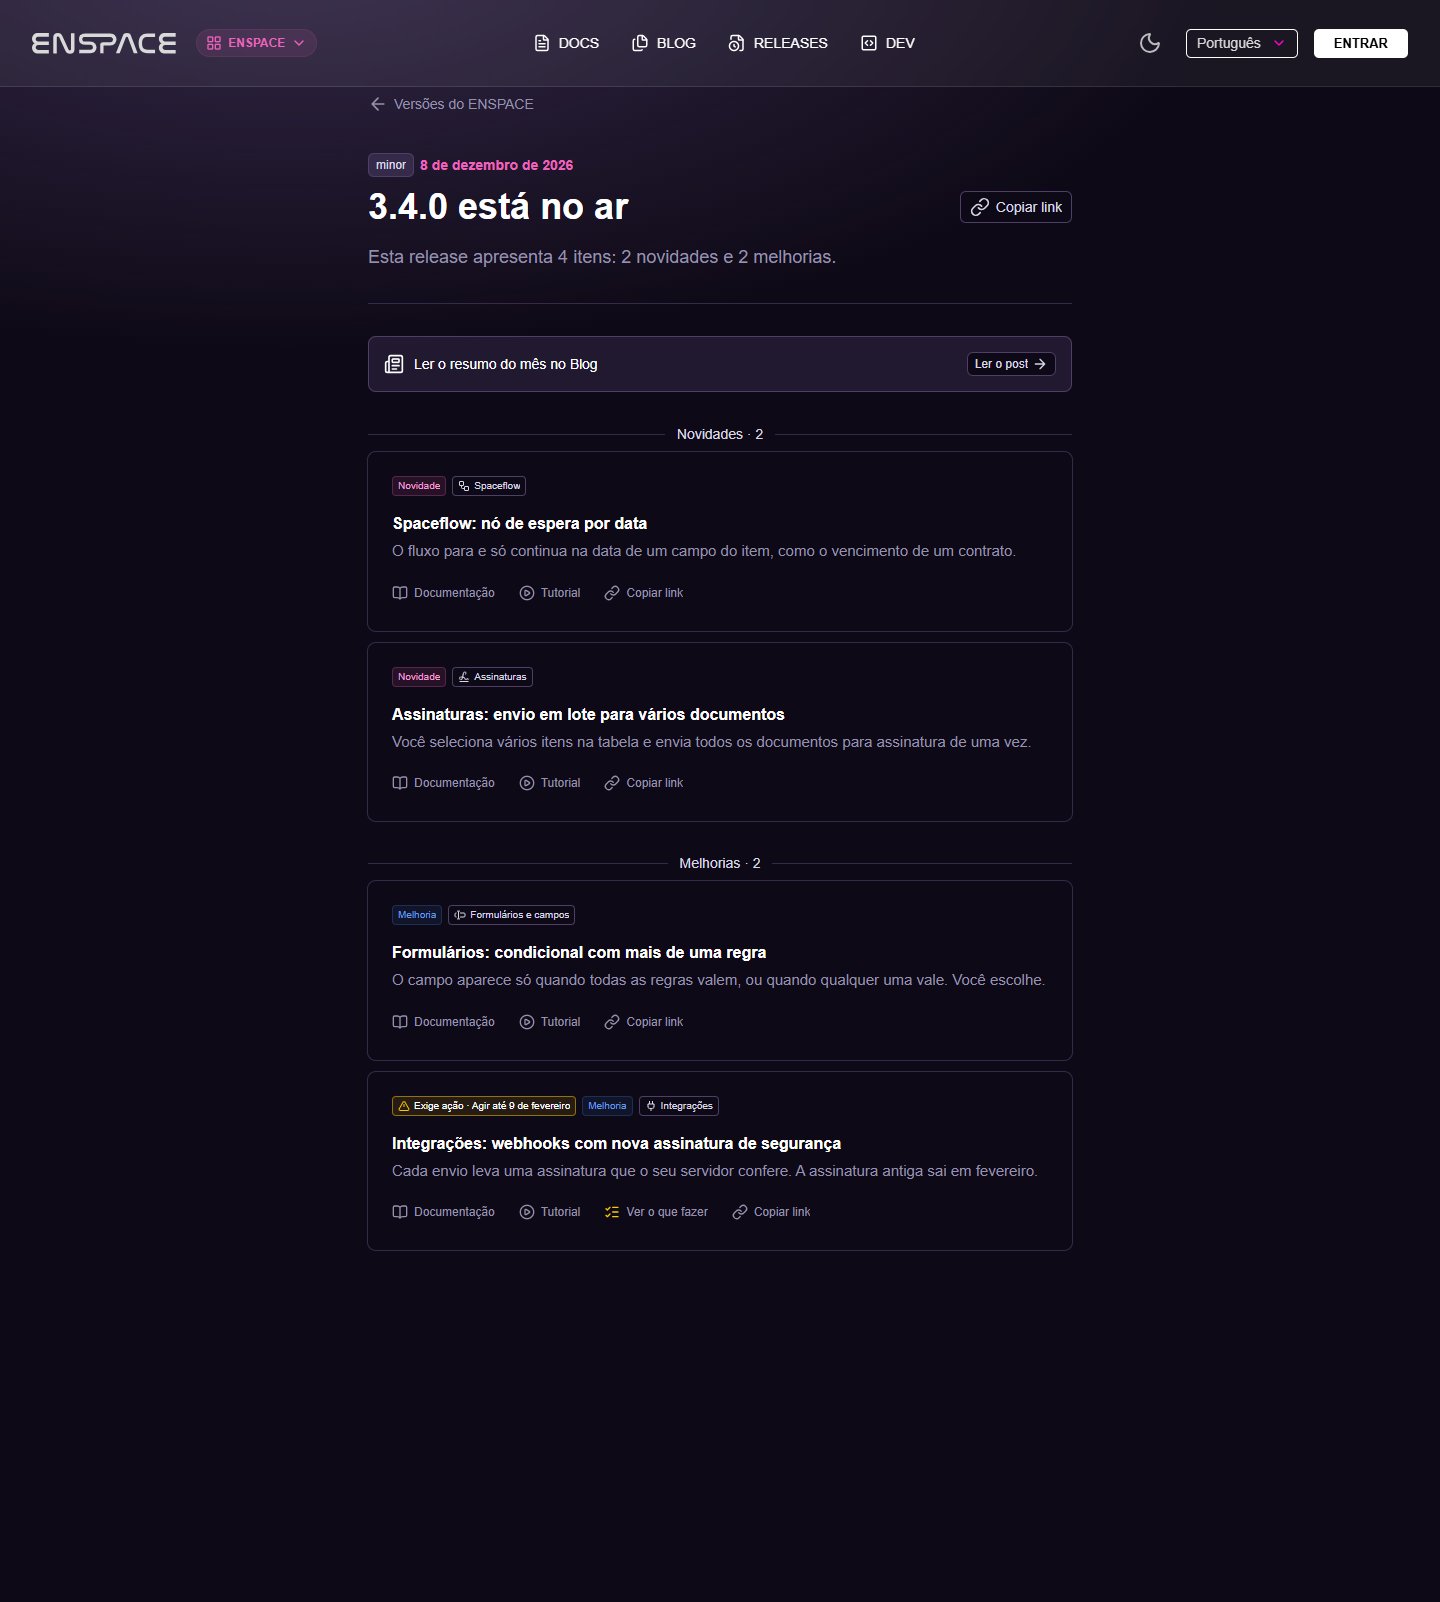 ENSPACE ENSPACE DOCS BLOG RELEASES DEV Português ENTRAR
Versões do ENSPACE
minor 8 de dezembro de 2026
3.4.0 está no ar
Copiar link
Esta release apresenta 4 itens: 2 novidades e 2 melhorias.
Ler o resumo do mês no Blog
Ler o post
Novidades · 2
Novidade Spaceflow
Spaceflow: nó de espera por data
O fluxo para e só continua na data de um campo do item, como o vencimento de um contrato.
Documentação Tutorial Copiar link
Novidade Assinaturas
Assinaturas: envio em lote para vários documentos
Você seleciona vários itens na tabela e envia todos os documentos para assinatura de uma vez.
Documentação Tutorial Copiar link
Melhorias · 2
Melhoria Formulários e campos
Formulários: condicional com mais de uma regra
O campo aparece só quando todas as regras valem, ou quando qualquer uma vale. Você escolhe.
Documentação Tutorial Copiar link
Exige ação · Agir até 9 de fevereiro Melhoria Integrações
Integrações: webhooks com nova assinatura de segurança
Cada envio leva uma assinatura que o seu servidor confere. A assinatura antiga sai em fevereiro.
Documentação Tutorial Ver o que fazer Copiar link